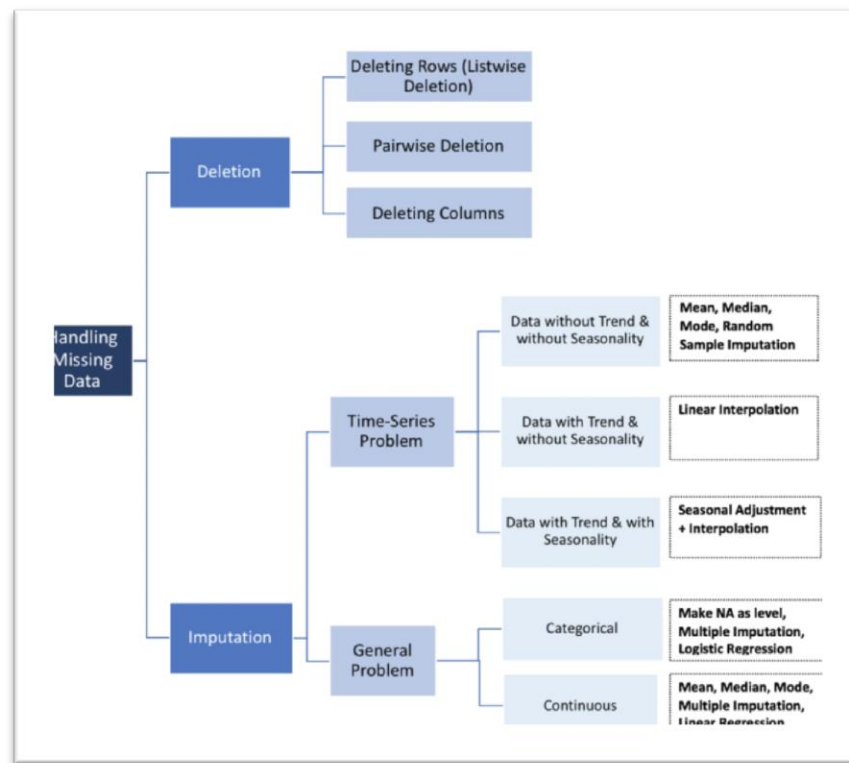 Deleting Rows (Listwise
Deletion)
Pairwise Deletion
Deletion
Deleting Columns
Handling
Missing
Data
Data without Trend &
without Seasonality
Mean, Median,
Mode, Random
Sample Imputation
Time-Series
Problem
Data with Trend &
without Seasonality
Linear Interpolation
Data with Trend & with
Seasonality
Seasonal Adjustment
+ Interpolation
Imputation
General
Problem
Categorical
Make NA as level,
Multiple Imputation,
Logistic Regression
Continuous
Mean, Median, Mode,
Multiple Imputation,
Linear Regression